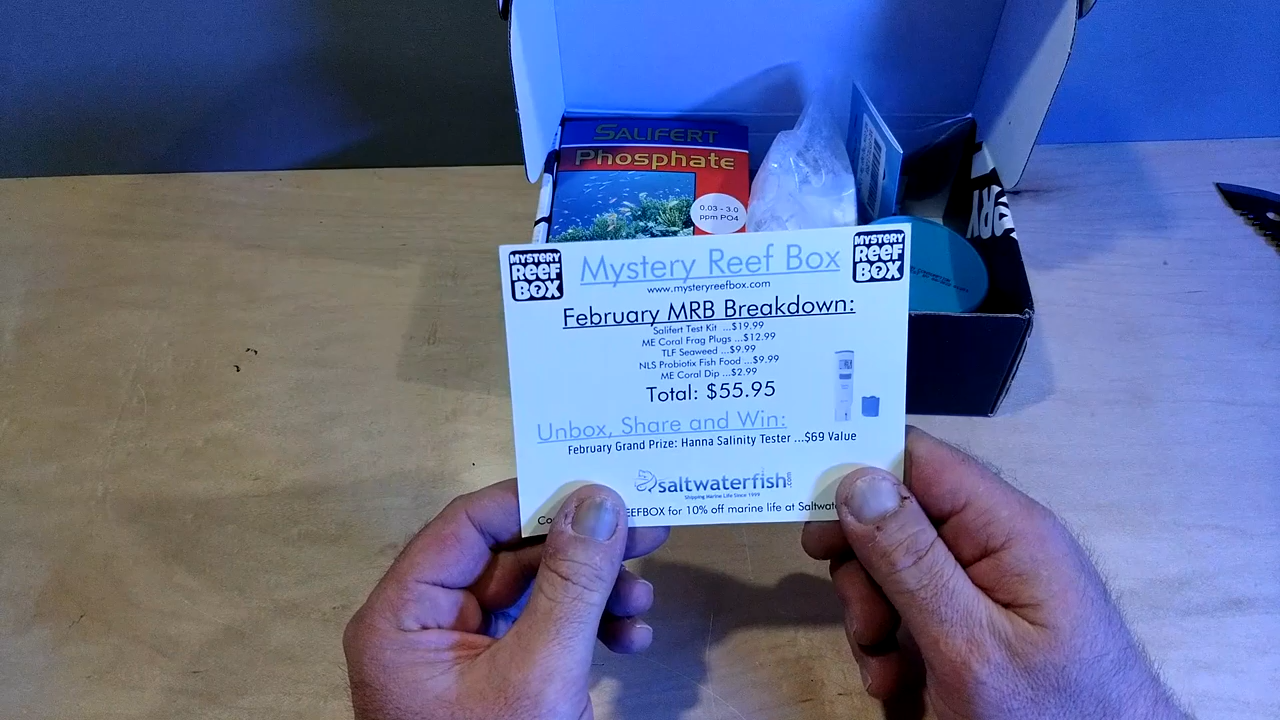 SALIFERT
Phosphate
0.03 - 3.0
ppm PO4
MYSTERY
REEF
BOX
Mystery Reef Box
MYSTERY
REEF
BOX
www.mysteryreefbox.com
February MRB Breakdown:
Salifert Test Kit ...$19.99
ME Coral Frag Plugs ...$12.99
TLF Seaweed ...$9.99
NLS Probiotix Fish Food ...$9.99
ME Coral Dip ...$2.99
Total: $55.95
Unbox, Share and Win:
February Grand Prize: Hanna Salinity Tester ...$69 Value
saltwaterfish.com
Shipping Marine Life Since 1999
EEFBOX for 10% off marine life at